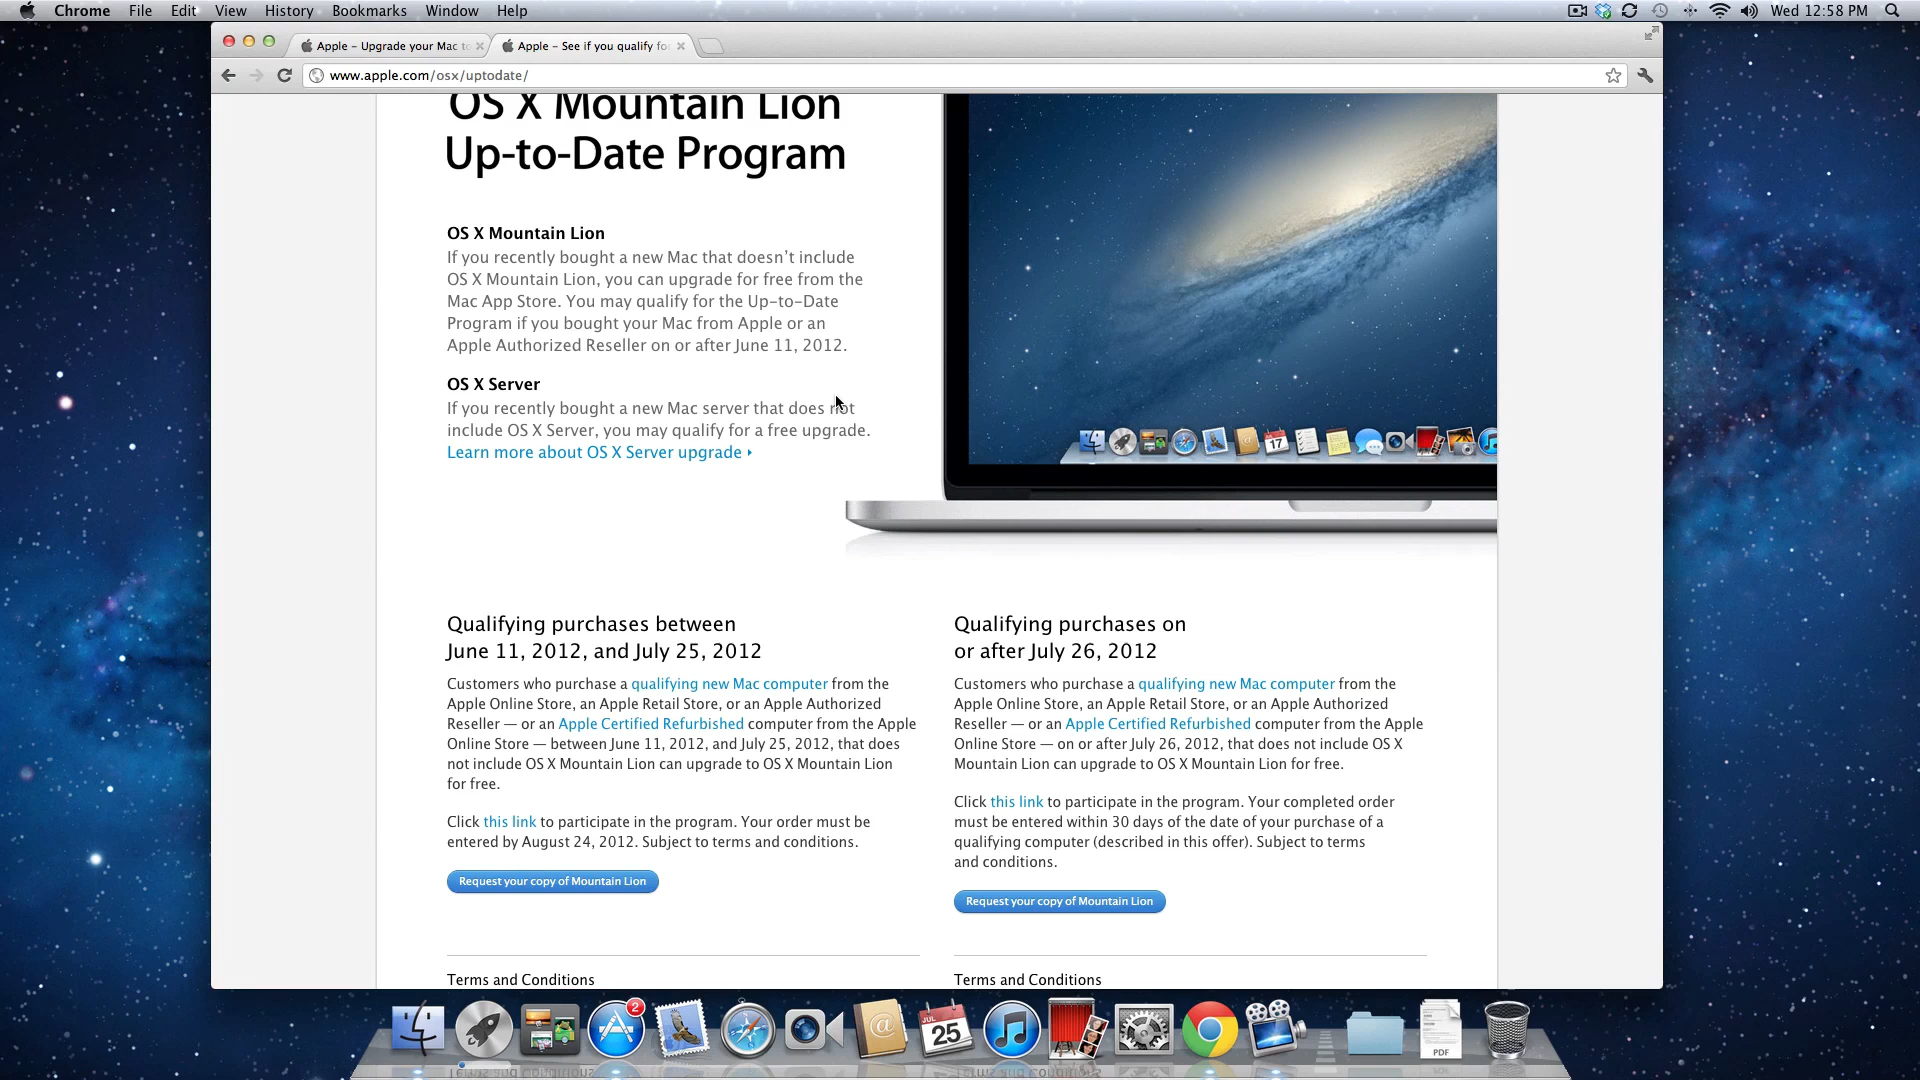 Chrome File Edit View History Bookmarks Window Help Wed 12:58 PM
Apple – Upgrade your Mac to Apple – See if you qualify for
www.apple.com/osx/uptodate/
OS X Mountain Lion
Up-to-Date Program
OS X Mountain Lion
If you recently bought a new Mac that doesn’t include
OS X Mountain Lion, you can upgrade for free from the
Mac App Store. You may qualify for the Up-to-Date
Program if you bought your Mac from Apple or an
Apple Authorized Reseller on or after June 11, 2012.
OS X Server
If you recently bought a new Mac server that does not
include OS X Server, you may qualify for a free upgrade.
Learn more about OS X Server upgrade
17
Qualifying purchases between
June 11, 2012, and July 25, 2012
Customers who purchase a qualifying new Mac computer from the
Apple Online Store, an Apple Retail Store, or an Apple Authorized
Reseller — or an Apple Certified Refurbished computer from the Apple
Online Store — between June 11, 2012, and July 25, 2012, that does
not include OS X Mountain Lion can upgrade to OS X Mountain Lion
for free.
Click this link to participate in the program. Your order must be
entered by August 24, 2012. Subject to terms and conditions.
Request your copy of Mountain Lion
Terms and Conditions
Qualifying purchases on
or after July 26, 2012
Customers who purchase a qualifying new Mac computer from the
Apple Online Store, an Apple Retail Store, or an Apple Authorized
Reseller — or an Apple Certified Refurbished computer from the Apple
Online Store — on or after July 26, 2012, that does not include OS X
Mountain Lion can upgrade to OS X Mountain Lion for free.
Click this link to participate in the program. Your completed order
must be entered within 30 days of the date of your purchase of a
qualifying computer (described in this offer). Subject to terms
and conditions.
Request your copy of Mountain Lion
Terms and Conditions
2
JUL
25
PDF